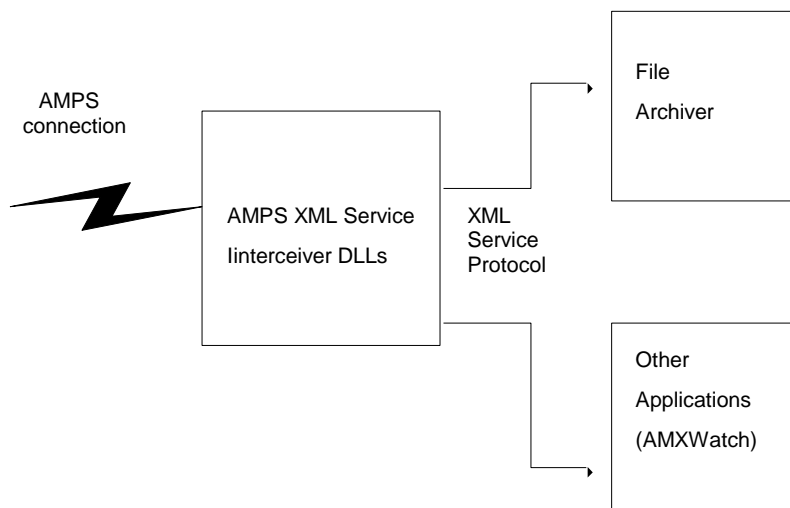 AMPS
connection
AMPS XML Service
Iinterceiver DLLs
XML
Service
Protocol
File
Archiver
Other
Applications
(AMXWatch)